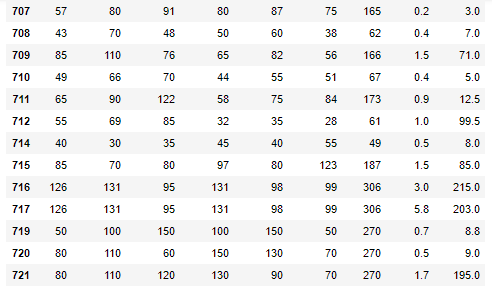 707 57 80 91 80 87 75 165 0.2 3.0
708 43 70 48 50 60 38 62 0.4 7.0
709 85 110 76 65 82 56 166 1.5 71.0
710 49 66 70 44 55 51 67 0.4 5.0
711 65 90 122 58 75 84 173 0.9 12.5
712 55 69 85 32 35 28 61 1.0 99.5
714 40 30 35 45 40 55 49 0.5 8.0
715 85 70 80 97 80 123 187 1.5 85.0
716 126 131 95 131 98 99 306 3.0 215.0
717 126 131 95 131 98 99 306 5.8 203.0
719 50 100 150 100 150 50 270 0.7 8.8
720 80 110 60 150 130 70 270 0.5 9.0
721 80 110 120 130 90 70 270 1.7 195.0